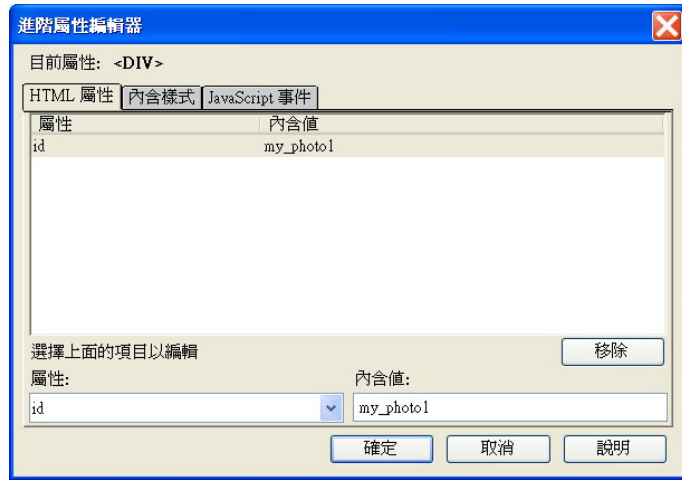 進階屬性編輯器
目前屬性: <DIV>
HTML 屬性 內含樣式 JavaScript 事件
屬性 內含值
id my_photo1
選擇上面的項目以編輯 移除
屬性: 內含值:
id my_photo1
確定 取消 說明